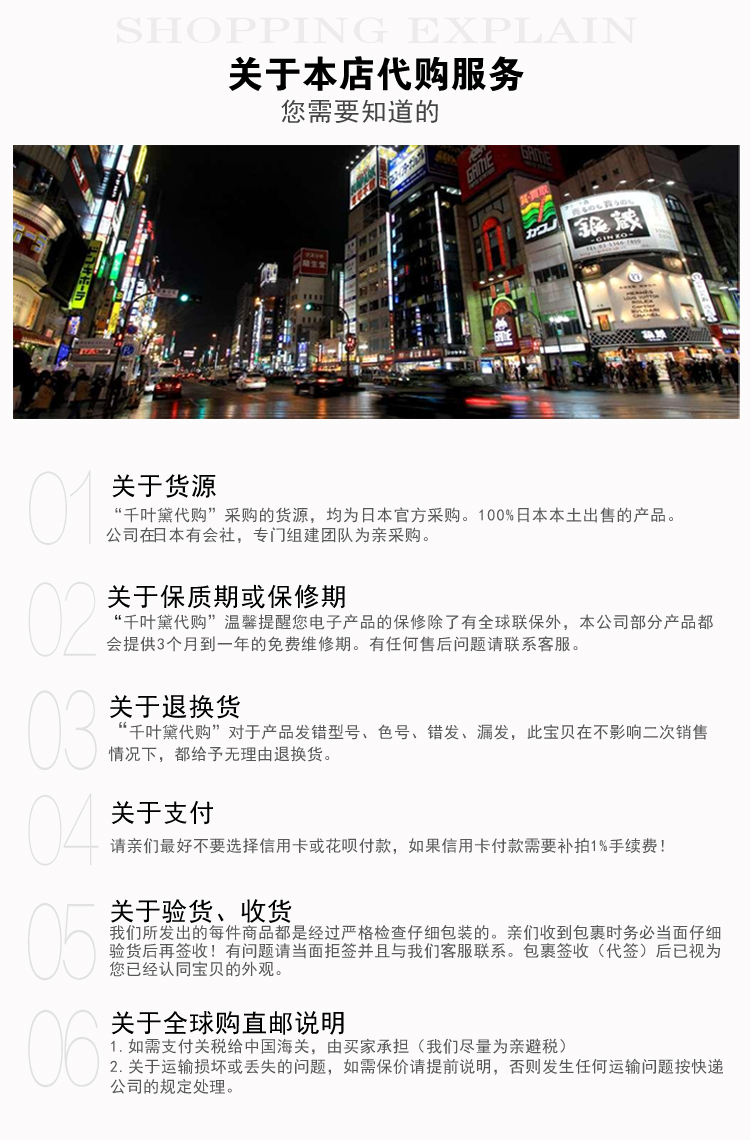 SHOPPING EXPLAIN
关于本店代购服务
您需要知道的
GAME
GAME
カクノ
売るのも買うのも
銀蔵
-GINZO-
GAME
01
关于货源
“千叶黛代购”采购的货源，均为日本官方采购。100%日本本土出售的产品。
公司在日本有会社，专门组建团队为亲采购。
02
关于保质期或保修期
“千叶黛代购”温馨提醒您电子产品的保修除了有全球联保外，本公司部分产品都
会提供3个月到一年的免费维修期。有任何售后问题请联系客服。
03
关于退换货
“千叶黛代购”对于产品发错型号、色号、错发、漏发，此宝贝在不影响二次销售
情况下，都给予无理由退换货。
04
关于支付
请亲们最好不要选择信用卡或花呗付款，如果信用卡付款需要补拍1%手续费！
05
关于验货、收货
我们所发出的每件商品都是经过严格检查仔细包装的。亲们收到包裹时务必当面仔细
验货后再签收！有问题请当面拒签并且与我们客服联系。包裹签收（代签）后已视为
您已经认同宝贝的外观。
06
关于全球购直邮说明
1.如需支付关税给中国海关，由买家承担（我们尽量为亲避税）
2.关于运输损坏或丢失的问题，如需保价请提前说明，否则发生任何运输问题按快递
公司的规定处理。